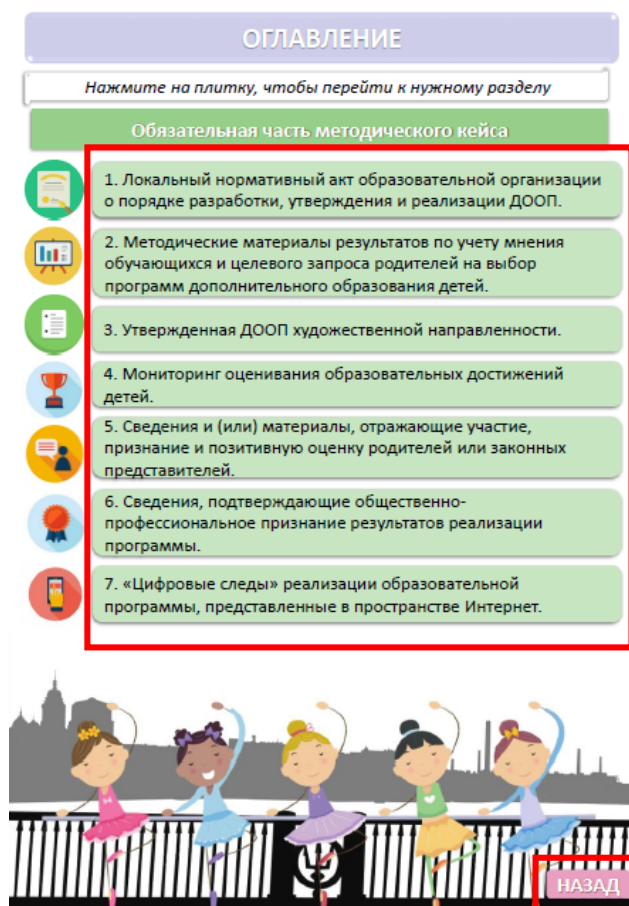 ОГЛАВЛЕНИЕ
Нажмите на плитку, чтобы перейти к нужному разделу
Обязательная часть методического кейса
1. Локальный нормативный акт образовательной организации
о порядке разработки, утверждения и реализации ДООП.
2. Методические материалы результатов по учету мнения
обучающихся и целевого запроса родителей на выбор
программ дополнительного образования детей.
3. Утвержденная ДООП художественной направленности.
4. Мониторинг оценивания образовательных достижений
детей.
5. Сведения и (или) материалы, отражающие участие,
признание и позитивную оценку родителей или законных
представителей.
6. Сведения, подтверждающие общественно-
профессиональное признание результатов реализации
программы.
7. «Цифровые следы» реализации образовательной
программы, представленные в пространстве Интернет.
НАЗАД